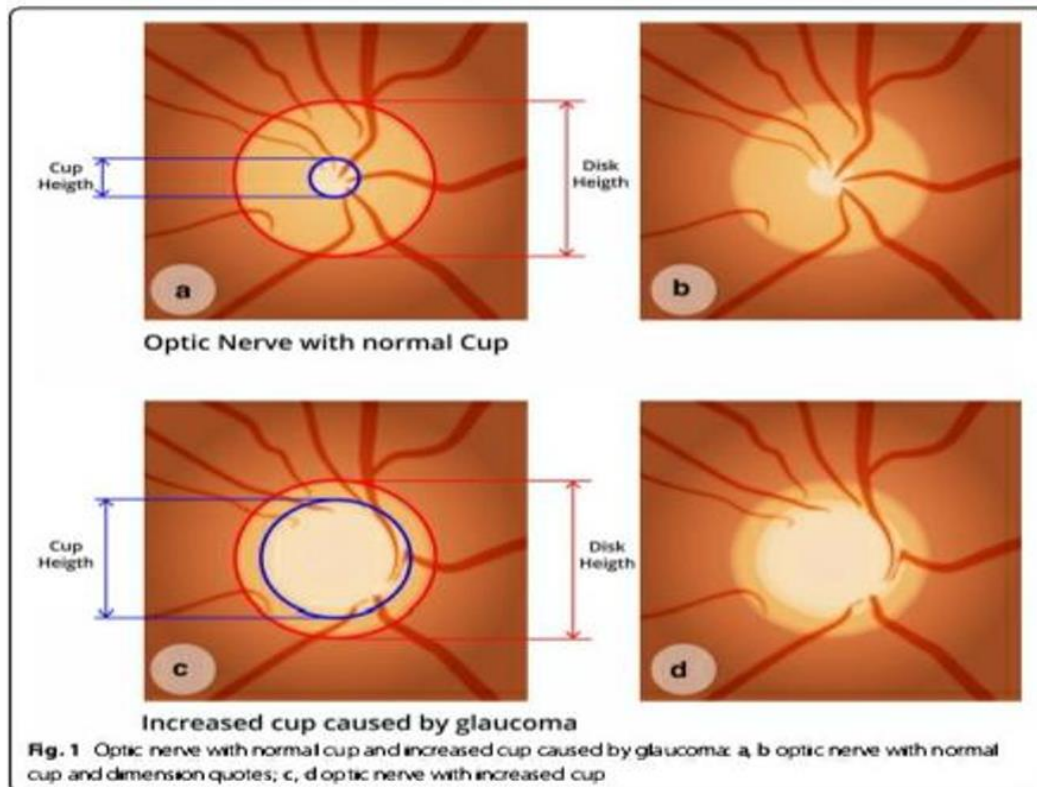 Cup
Heigth
Disk
Heigth
a
b
Optic Nerve with normal Cup
Cup
Heigth
Disk
Heigth
c
d
Increased cup caused by glaucoma
Fig. 1 Optic nerve with normal cup and increased cup caused by glaucoma: a, b optic nerve with normal
cup and dimension quotes; c, d optic nerve with increased cup